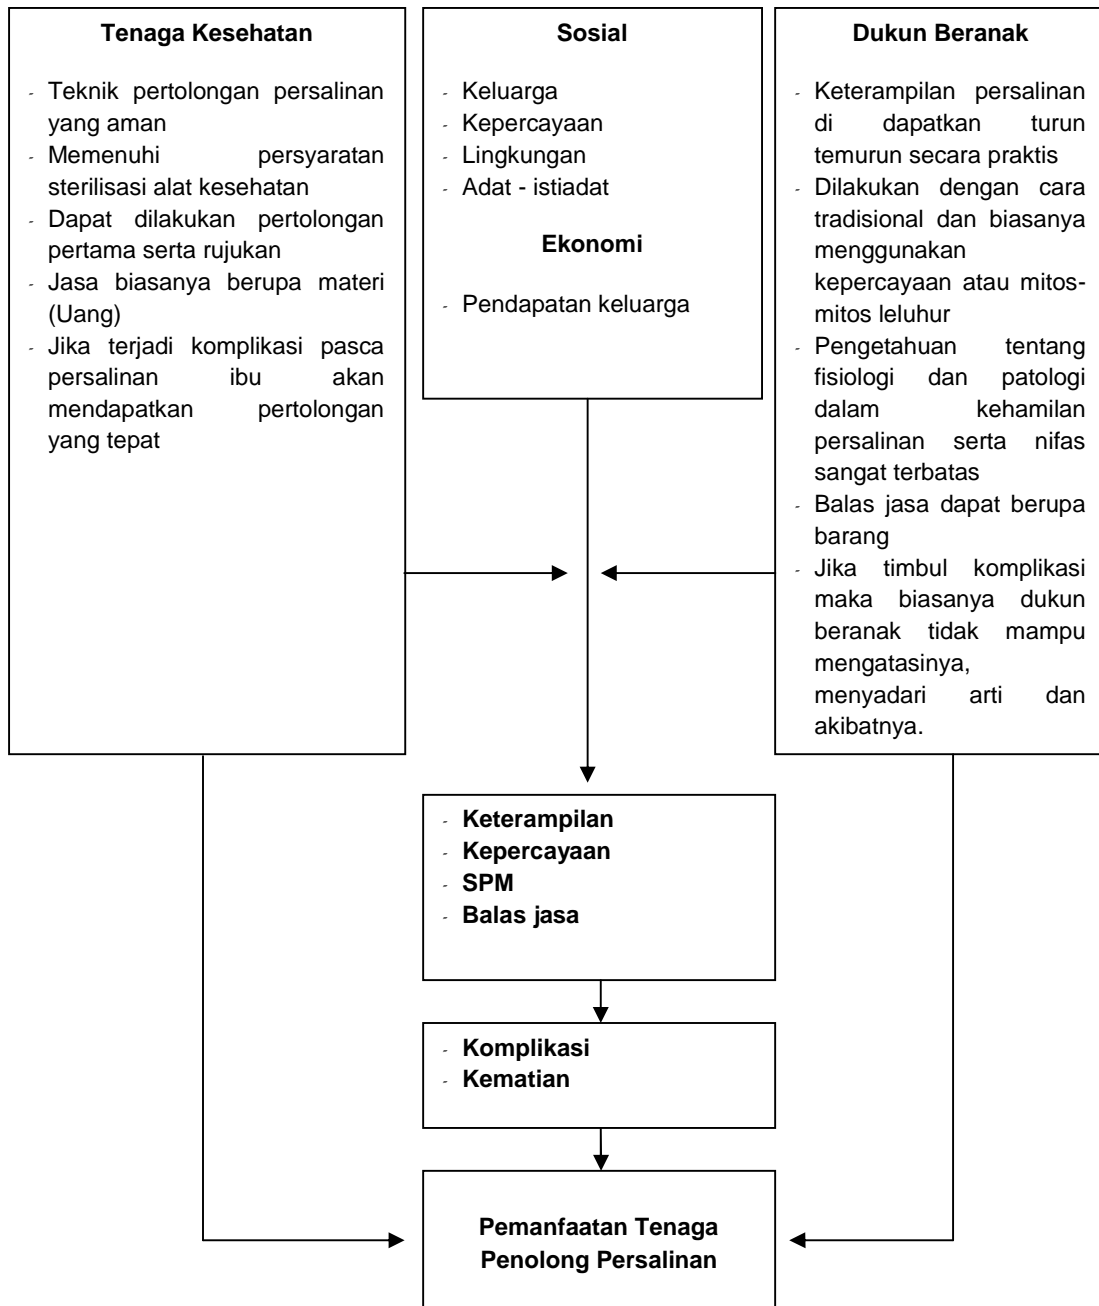 Tenaga Kesehatan
- Teknik pertolongan persalinan
yang aman
- Memenuhi persyaratan
sterilisasi alat kesehatan
- Dapat dilakukan pertolongan
pertama serta rujukan
- Jasa biasanya berupa materi
(Uang)
- Jika terjadi komplikasi pasca
persalinan ibu akan
mendapatkan pertolongan
yang tepat
Sosial
- Keluarga
- Kepercayaan
- Lingkungan
- Adat - istiadat
Ekonomi
- Pendapatan keluarga
Dukun Beranak
- Keterampilan persalinan
di dapatkan turun
temurun secara praktis
- Dilakukan dengan cara
tradisional dan biasanya
menggunakan
kepercayaan atau mitos-
mitos leluhur
- Pengetahuan tentang
fisiologi dan patologi
dalam kehamilan
persalinan serta nifas
sangat terbatas
- Balas jasa dapat berupa
barang
- Jika timbul komplikasi
maka biasanya dukun
beranak tidak mampu
mengatasinya,
menyadari arti dan
akibatnya.
- Keterampilan
- Kepercayaan
- SPM
- Balas jasa
- Komplikasi
- Kematian
Pemanfaatan Tenaga
Penolong Persalinan